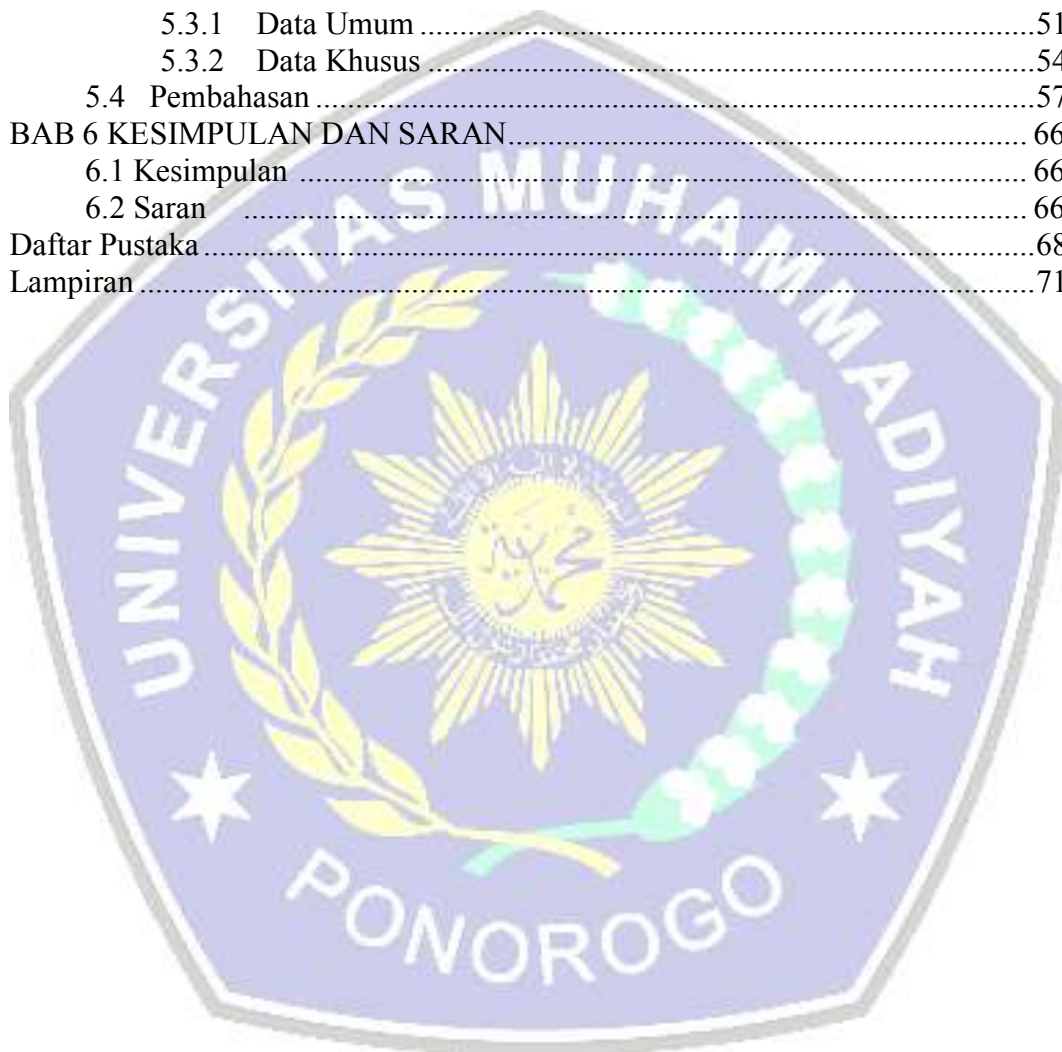 5.3.1 Data Umum ........................................................................ 51
5.3.2 Data Khusus ........................................................................ 54
5.4 Pembahasan ........................................................................ 57
BAB 6 KESIMPULAN DAN SARAN ........................................................................ 66
6.1 Kesimpulan ........................................................................ 66
6.2 Saran ........................................................................ 66
Daftar Pustaka ........................................................................ 68
Lampiran ........................................................................ 71
UNIVERSITAS MUHAMMADIYAH
PONOROGO